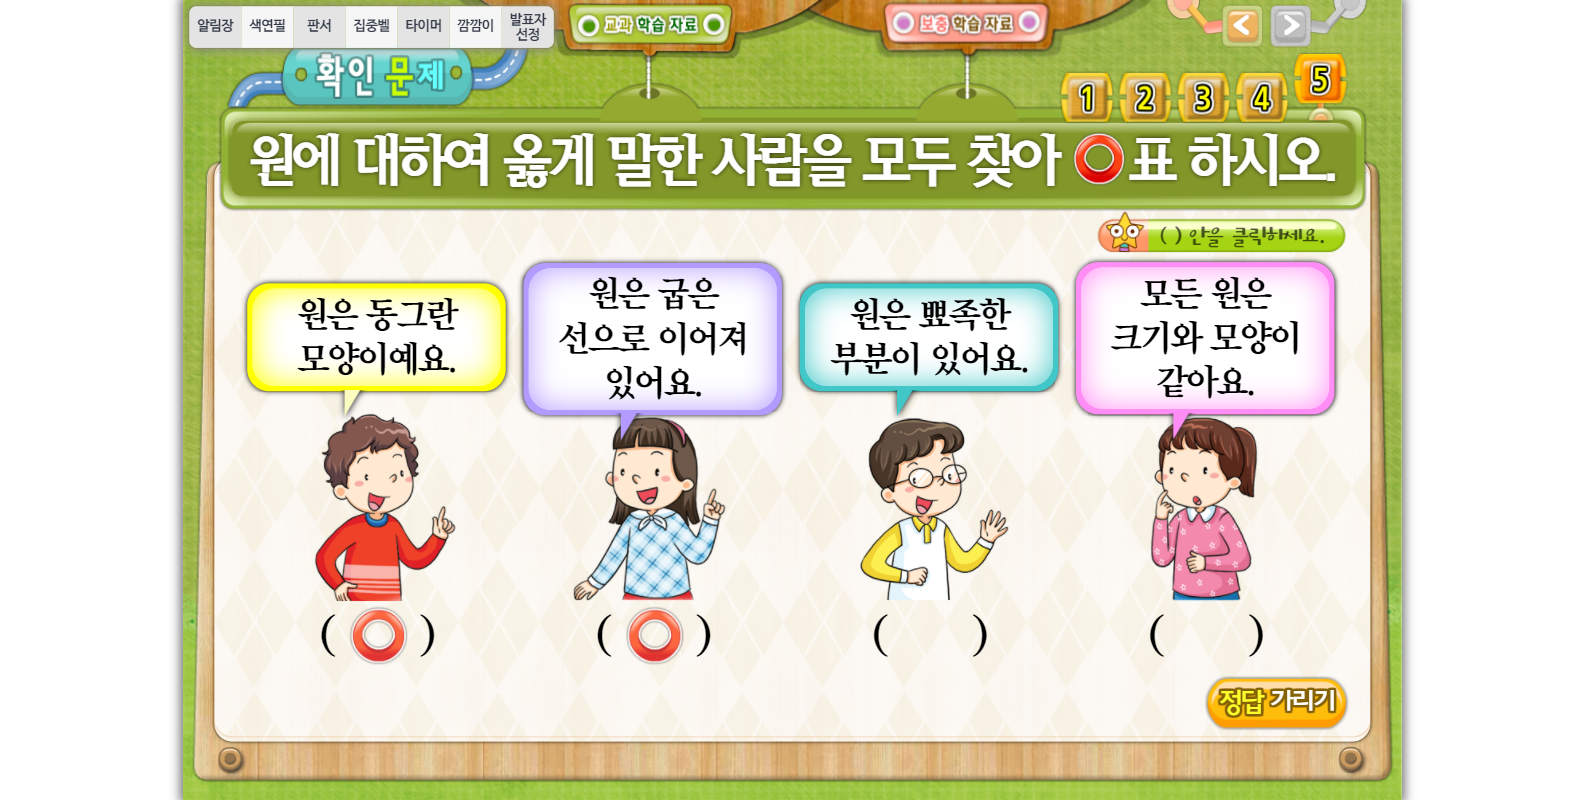 알림장 색연필 판서 집중벨 타이머 깜깜이 발표자
선정
교과 학습 자료
보충 학습 자료
확인 문제
1 2 3 4 5
원에 대하여 옳게 말한 사람을 모두 찾아 ○표 하시오.
( ) 안을 클릭하세요.
원은 동그란
모양이예요.
원은 굽은
선으로 이어져
있어요.
원은 뾰족한
부분이 있어요.
모든 원은
크기와 모양이
같아요.
( ○ ) ( ○ ) ( ) ( )
정답 가리기